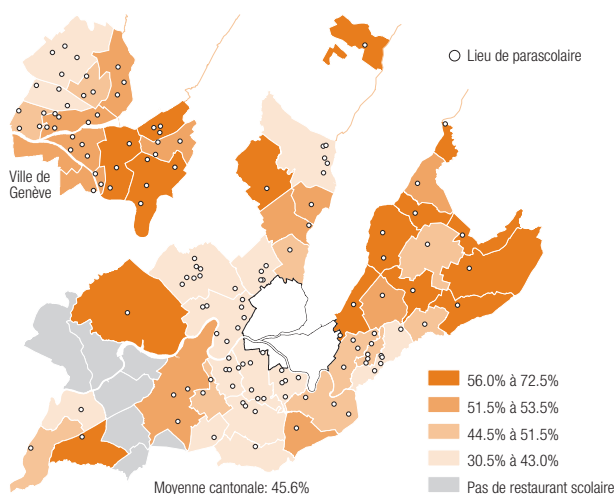 Lieu de parascolaire
Ville de
Genève
56.0% à 72.5%
51.5% à 53.5%
44.5% à 51.5%
30.5% à 43.0%
Moyenne cantonale: 45.6%
Pas de restaurant scolaire